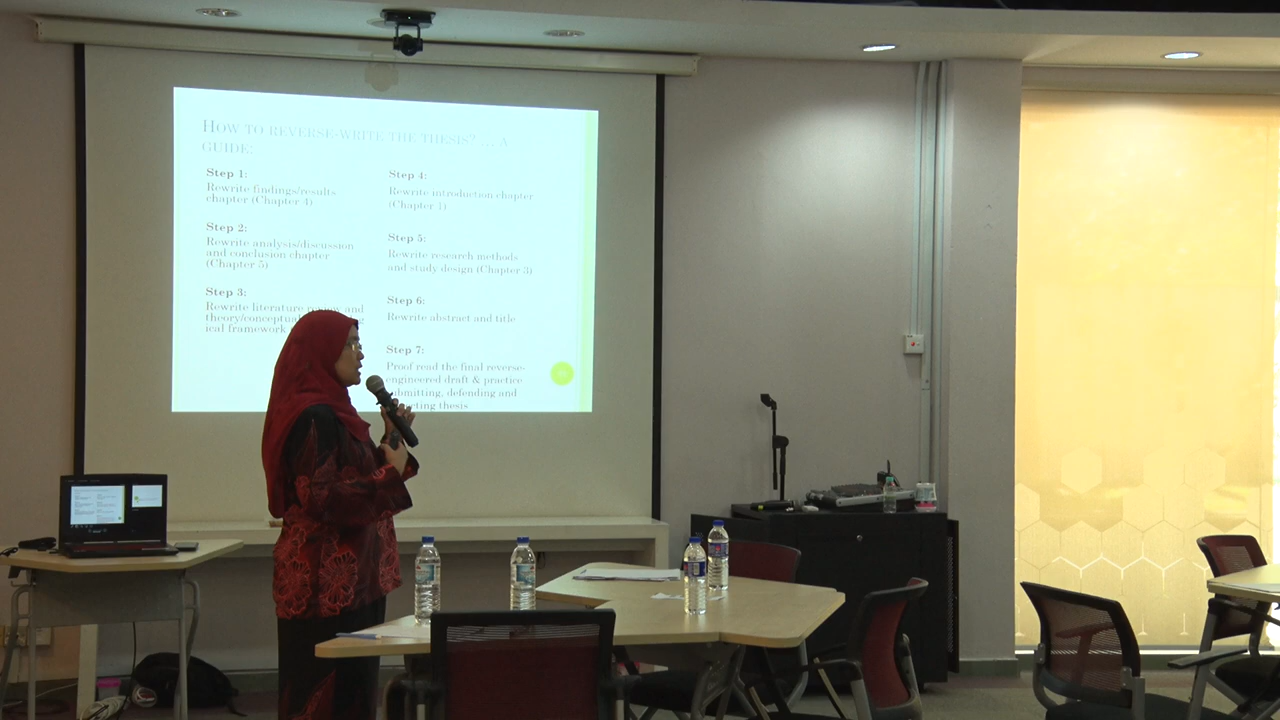 HOW TO REVERSE-WRITE THE THESIS? ... A
GUIDE:
Step 1:
Rewrite findings/results
chapter (Chapter 4)
Step 2:
Rewrite analysis/discussion
and conclusion chapter
(Chapter 5)
Step 3:
Rewrite literature review and
theory/conceptual
ical framework
Step 4:
Rewrite introduction chapter
(Chapter 1)
Step 5:
Rewrite research methods
and study design (Chapter 3)
Step 6:
Rewrite abstract and title
Step 7:
Proof read the final reverse-
engineered draft & practice
submitting, defending and
thesis